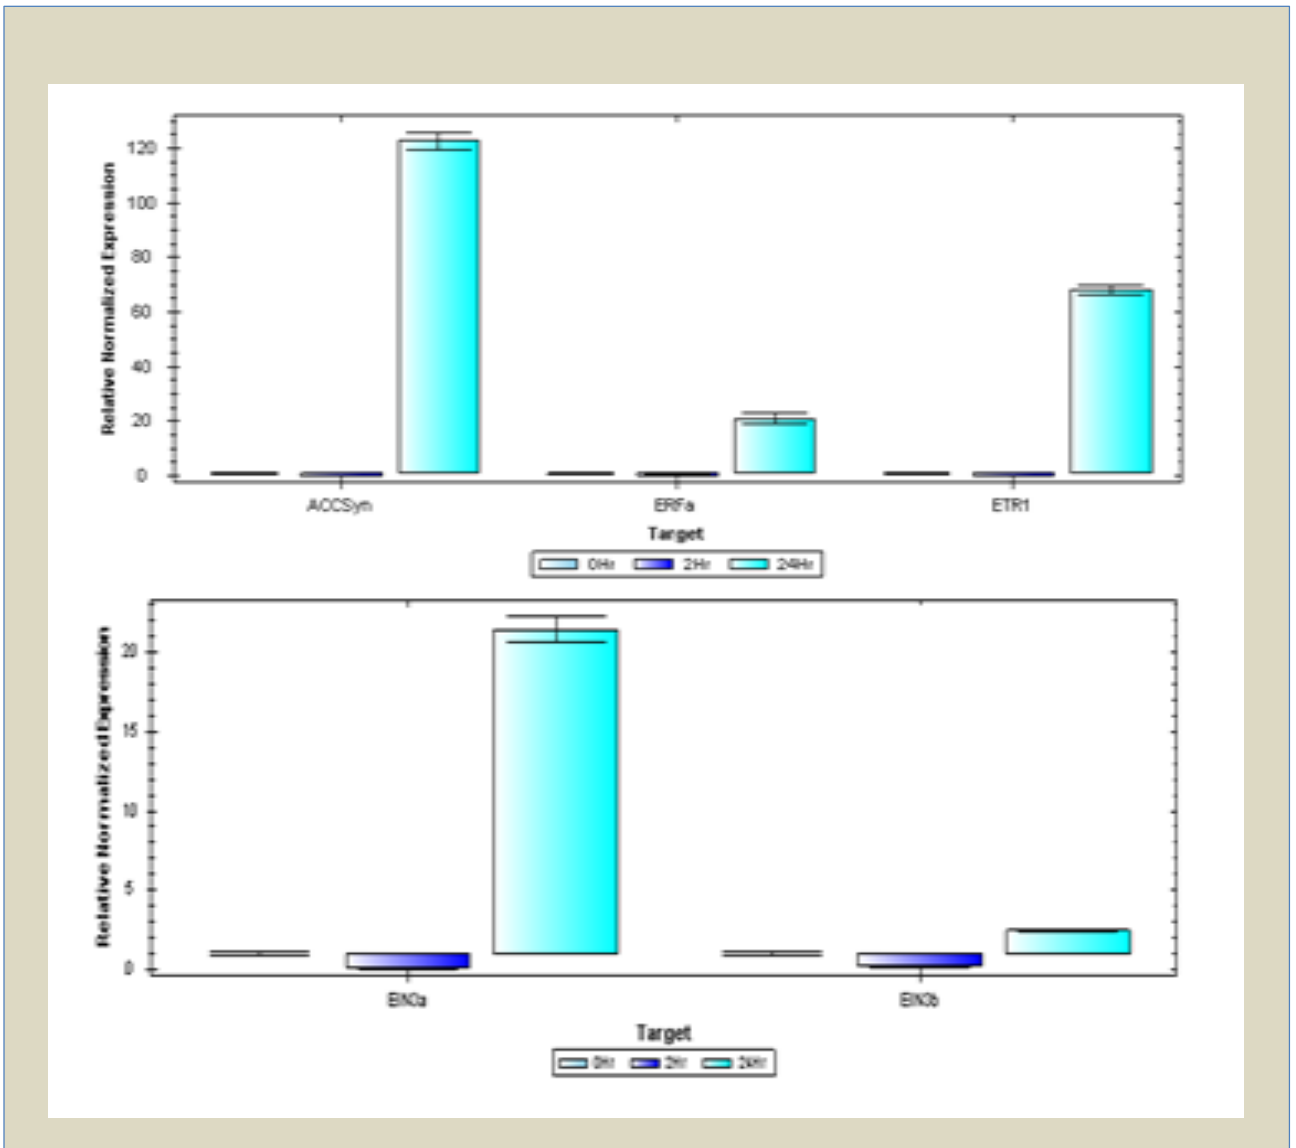 Relative Normalized Expression
120
100
80
60
40
20
0
ACCSyn ERFa ETR1
Target
0Hr 2Hr 24Hr
Relative Normalized Expression
20
15
10
5
0
EIN3a EIN3b
Target
0Hr 2Hr 24Hr